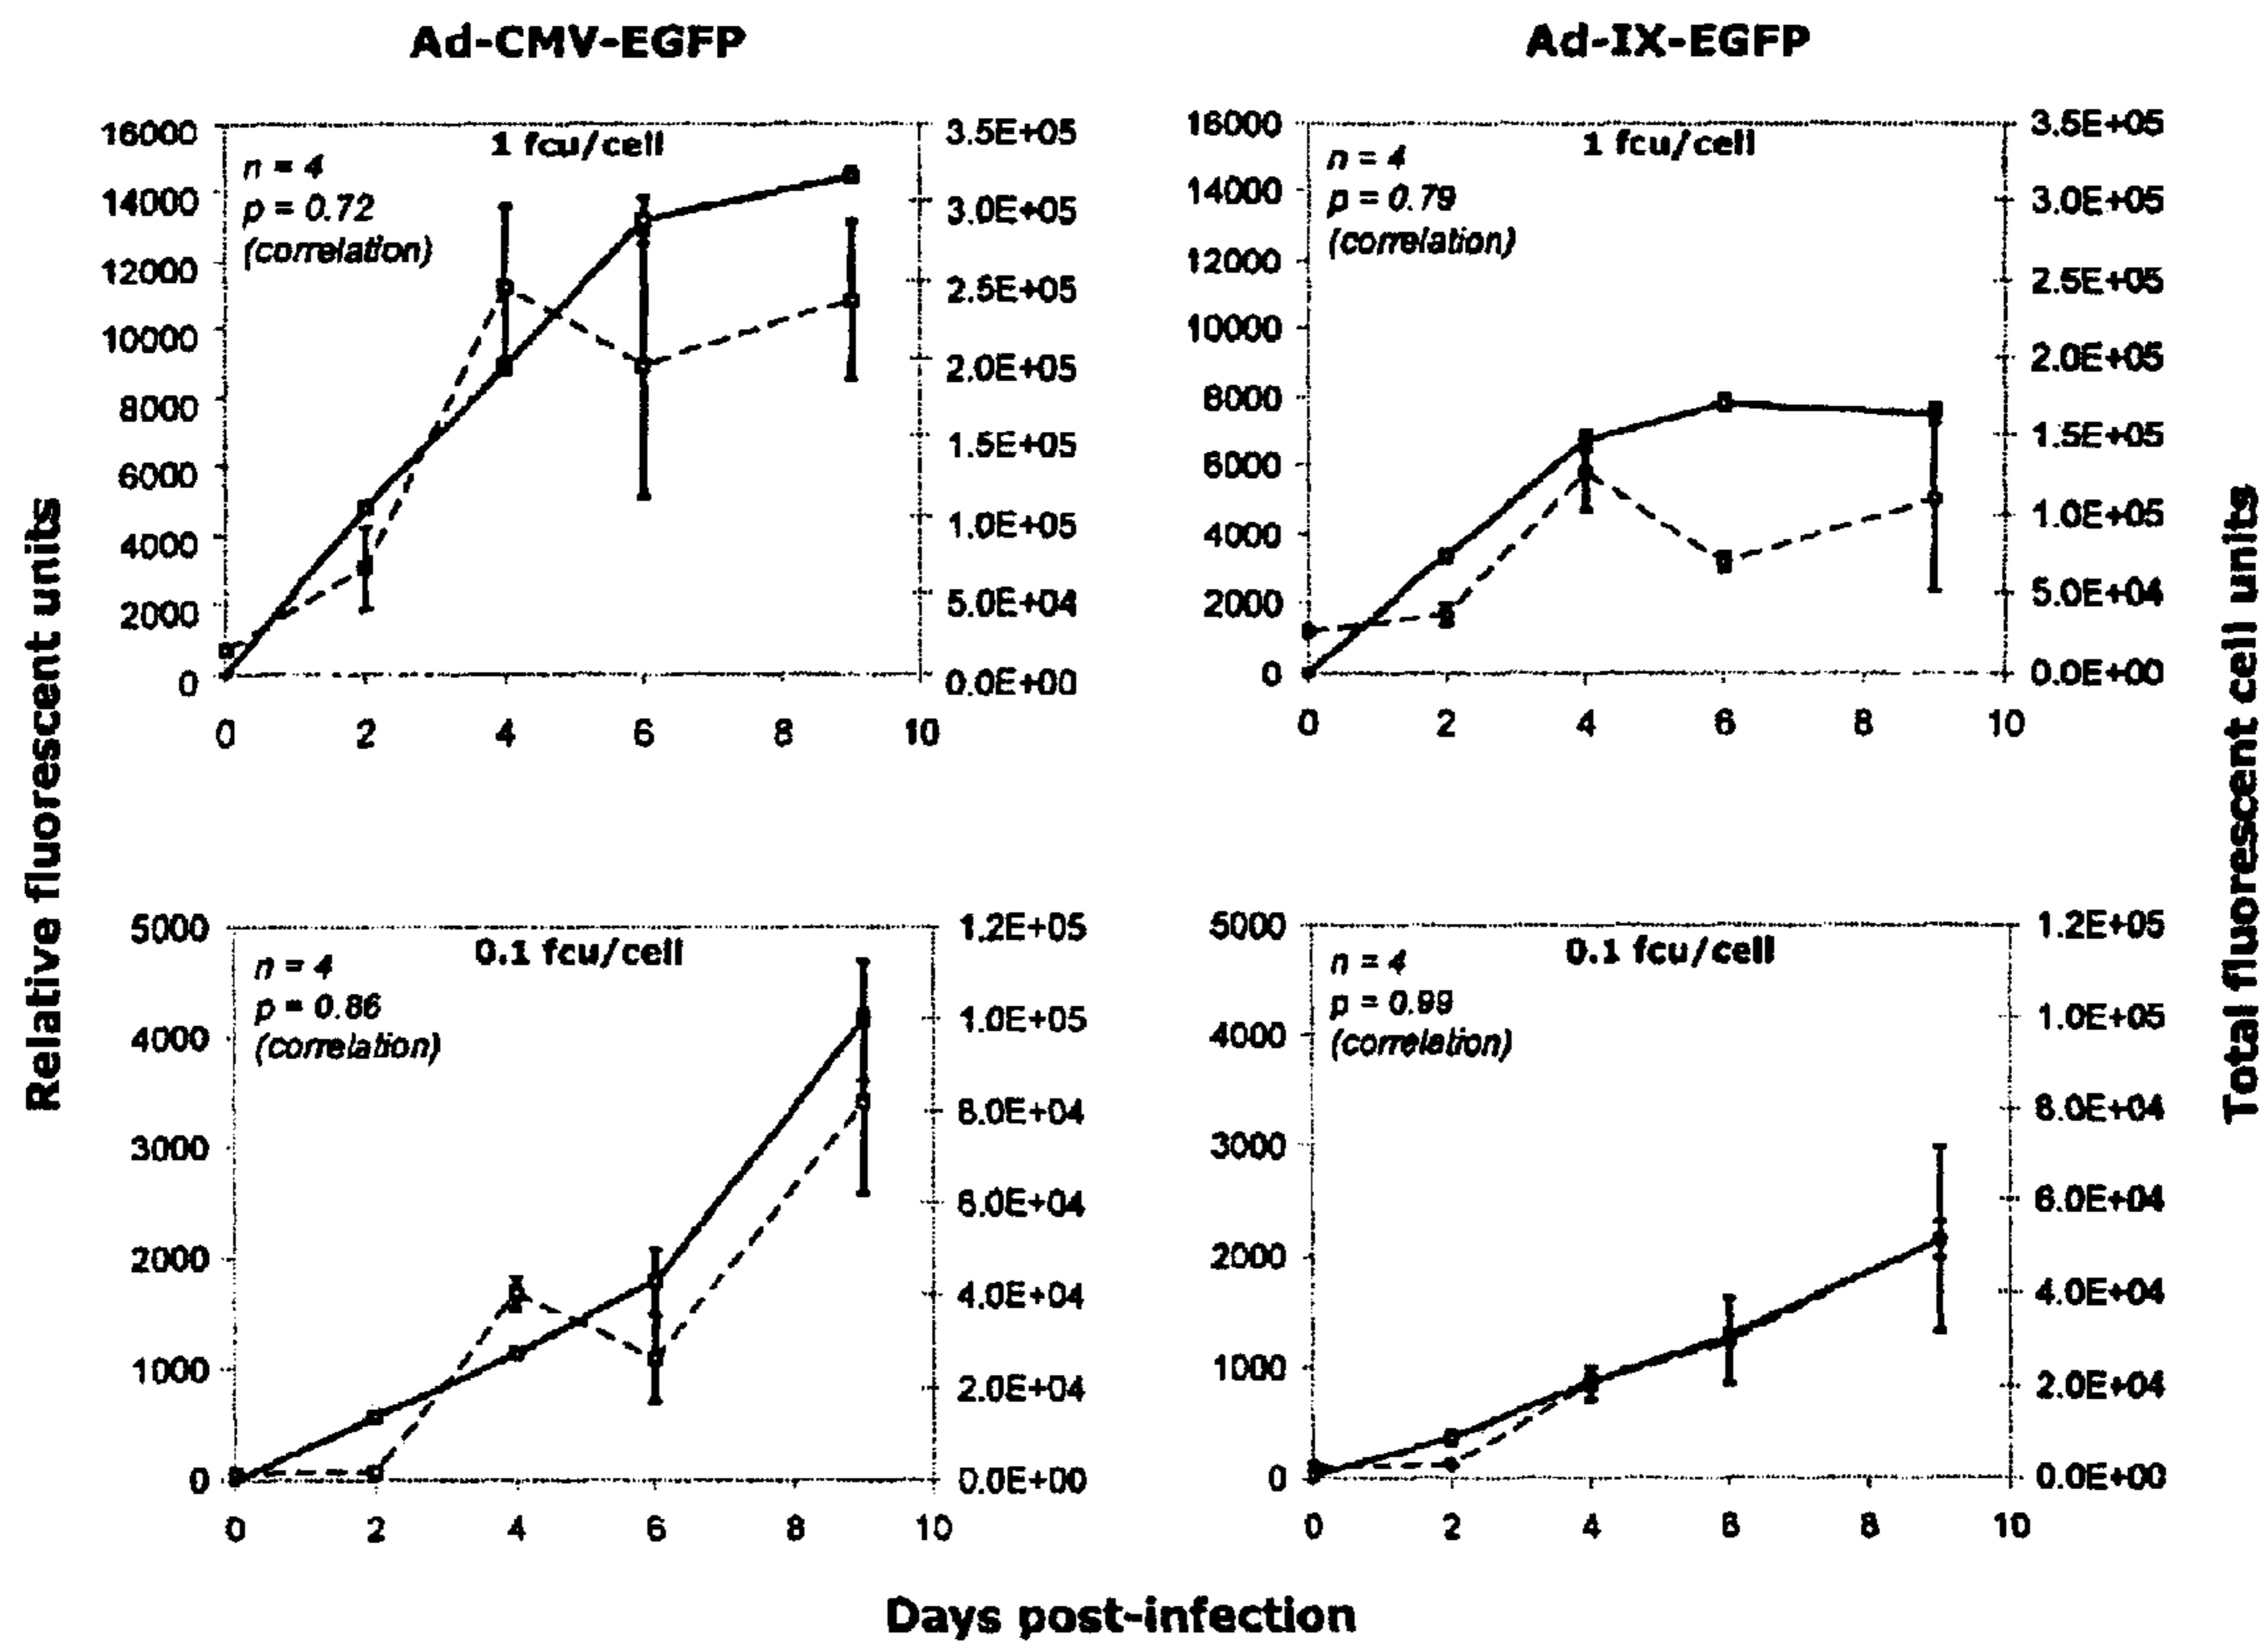 Ad-CMV-EGFP
Ad-IX-EGFP
Relative fluorescent units
Total fluorescent cell units
1 fcu/cell
n = 4
p = 0.72
(correlation)
16000
14000
12000
10000
8000
6000
4000
2000
0
3.5E+05
3.0E+05
2.5E+05
2.0E+05
1.5E+05
1.0E+05
5.0E+04
0.0E+00
0 2 4 6 8 10
1 fcu/cell
n = 4
p = 0.79
(correlation)
16000
14000
12000
10000
8000
6000
4000
2000
0
3.5E+05
3.0E+05
2.5E+05
2.0E+05
1.5E+05
1.0E+05
5.0E+04
0.0E+00
0 2 4 6 8 10
0.1 fcu/cell
n = 4
p = 0.86
(correlation)
5000
4000
3000
2000
1000
0
1.2E+05
1.0E+05
8.0E+04
6.0E+04
4.0E+04
2.0E+04
0.0E+00
0 2 4 6 8 10
0.1 fcu/cell
n = 4
p = 0.99
(correlation)
5000
4000
3000
2000
1000
0
1.2E+05
1.0E+05
8.0E+04
6.0E+04
4.0E+04
2.0E+04
0.0E+00
0 2 4 6 8 10
Days post-infection